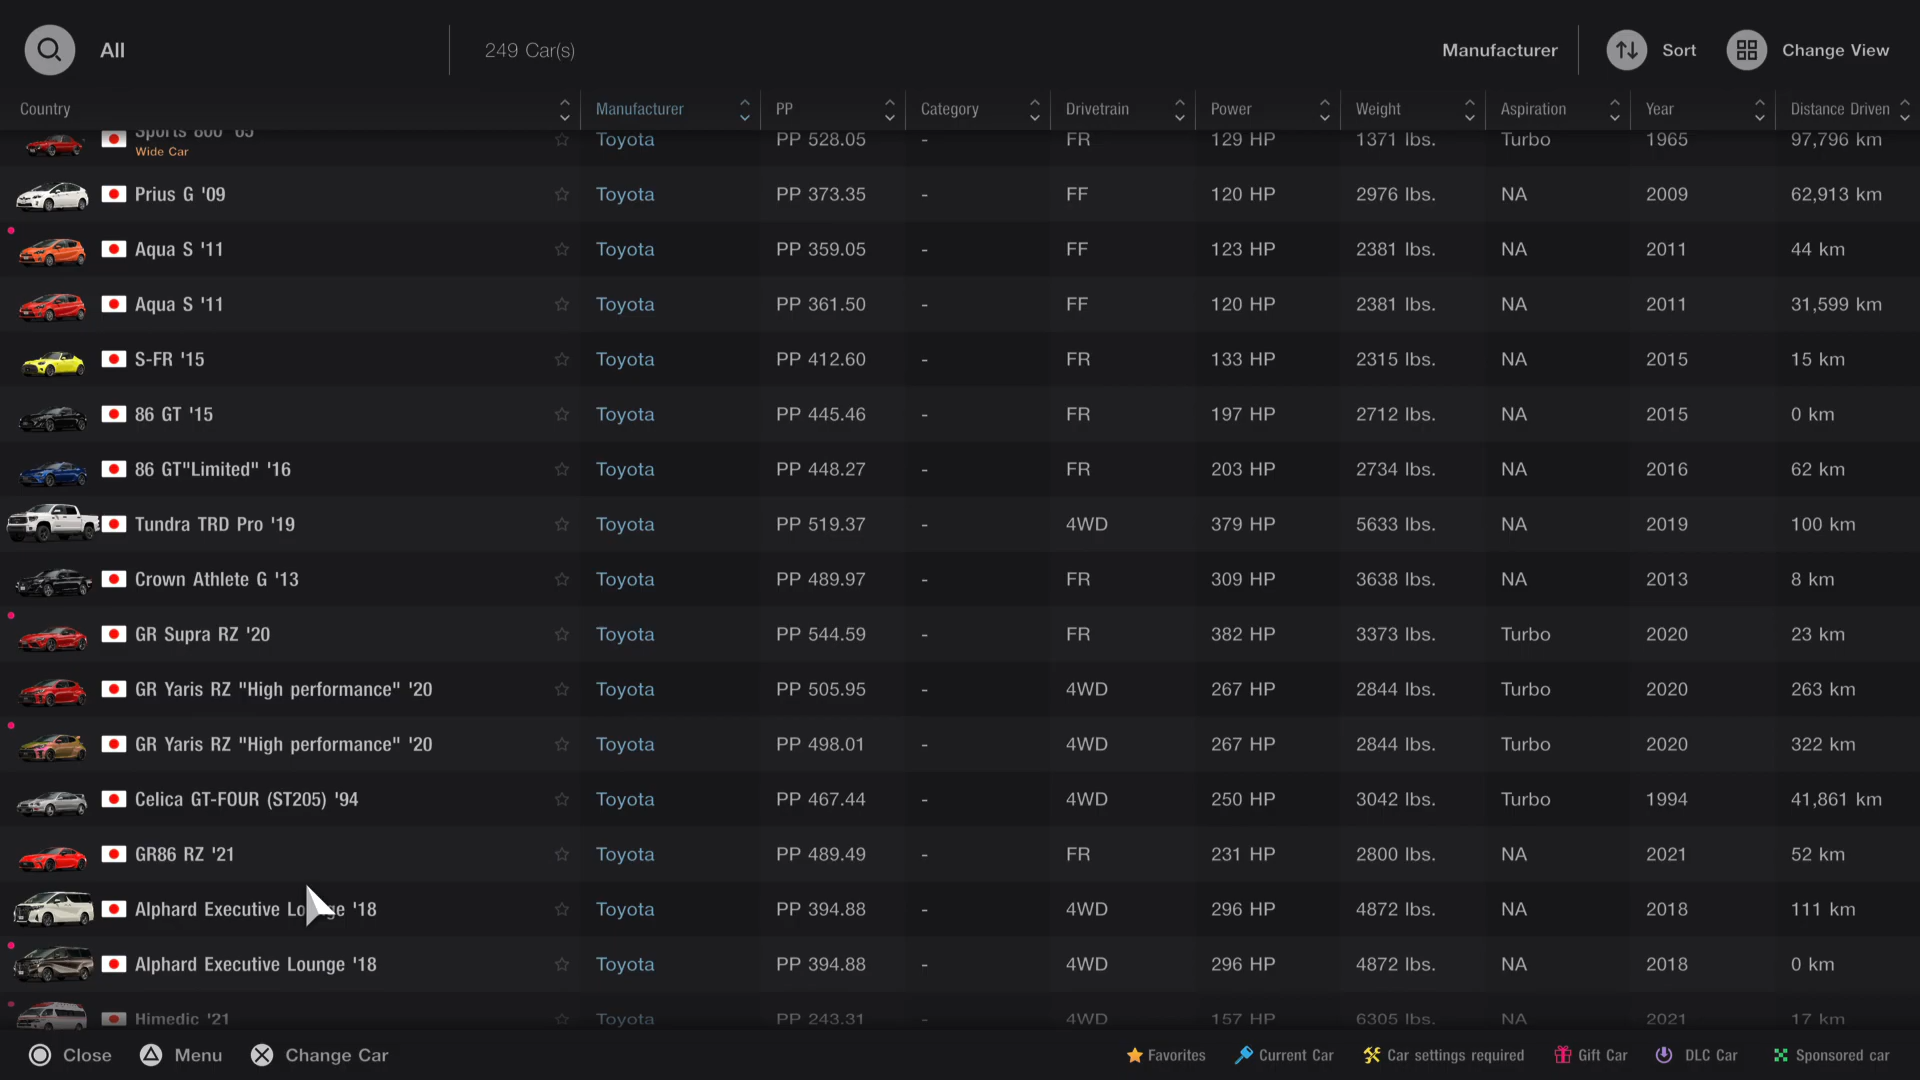 All
249 Car(s)
Manufacturer
Sort
Change View
Country Manufacturer PP Category Drivetrain Power Weight Aspiration Year Distance Driven
Sports 800 '65 Toyota PP 528.05 - FR 129 HP 1371 lbs. Turbo 1965 97,796 km
Wide Car
Prius G '09 Toyota PP 373.35 - FF 120 HP 2976 lbs. NA 2009 62,913 km
Aqua S '11 Toyota PP 359.05 - FF 123 HP 2381 lbs. NA 2011 44 km
Aqua S '11 Toyota PP 361.50 - FF 120 HP 2381 lbs. NA 2011 31,599 km
S-FR '15 Toyota PP 412.60 - FR 133 HP 2315 lbs. NA 2015 15 km
86 GT '15 Toyota PP 445.46 - FR 197 HP 2712 lbs. NA 2015 0 km
86 GT"Limited" '16 Toyota PP 448.27 - FR 203 HP 2734 lbs. NA 2016 62 km
Tundra TRD Pro '19 Toyota PP 519.37 - 4WD 379 HP 5633 lbs. NA 2019 100 km
Crown Athlete G '13 Toyota PP 489.97 - FR 309 HP 3638 lbs. NA 2013 8 km
GR Supra RZ '20 Toyota PP 544.59 - FR 382 HP 3373 lbs. Turbo 2020 23 km
GR Yaris RZ "High performance" '20 Toyota PP 505.95 - 4WD 267 HP 2844 lbs. Turbo 2020 263 km
GR Yaris RZ "High performance" '20 Toyota PP 498.01 - 4WD 267 HP 2844 lbs. Turbo 2020 322 km
Celica GT-FOUR (ST205) '94 Toyota PP 467.44 - 4WD 250 HP 3042 lbs. Turbo 1994 41,861 km
GR86 RZ '21 Toyota PP 489.49 - FR 231 HP 2800 lbs. NA 2021 52 km
Alphard Executive Lounge '18 Toyota PP 394.88 - 4WD 296 HP 4872 lbs. NA 2018 111 km
Alphard Executive Lounge '18 Toyota PP 394.88 - 4WD 296 HP 4872 lbs. NA 2018 0 km
Himedic '21 Toyota PP 243.31 - 4WD 157 HP 6305 lbs. NA 2021 17 km
Close Menu Change Car Favorites Current Car Car settings required Gift Car DLC Car Sponsored car